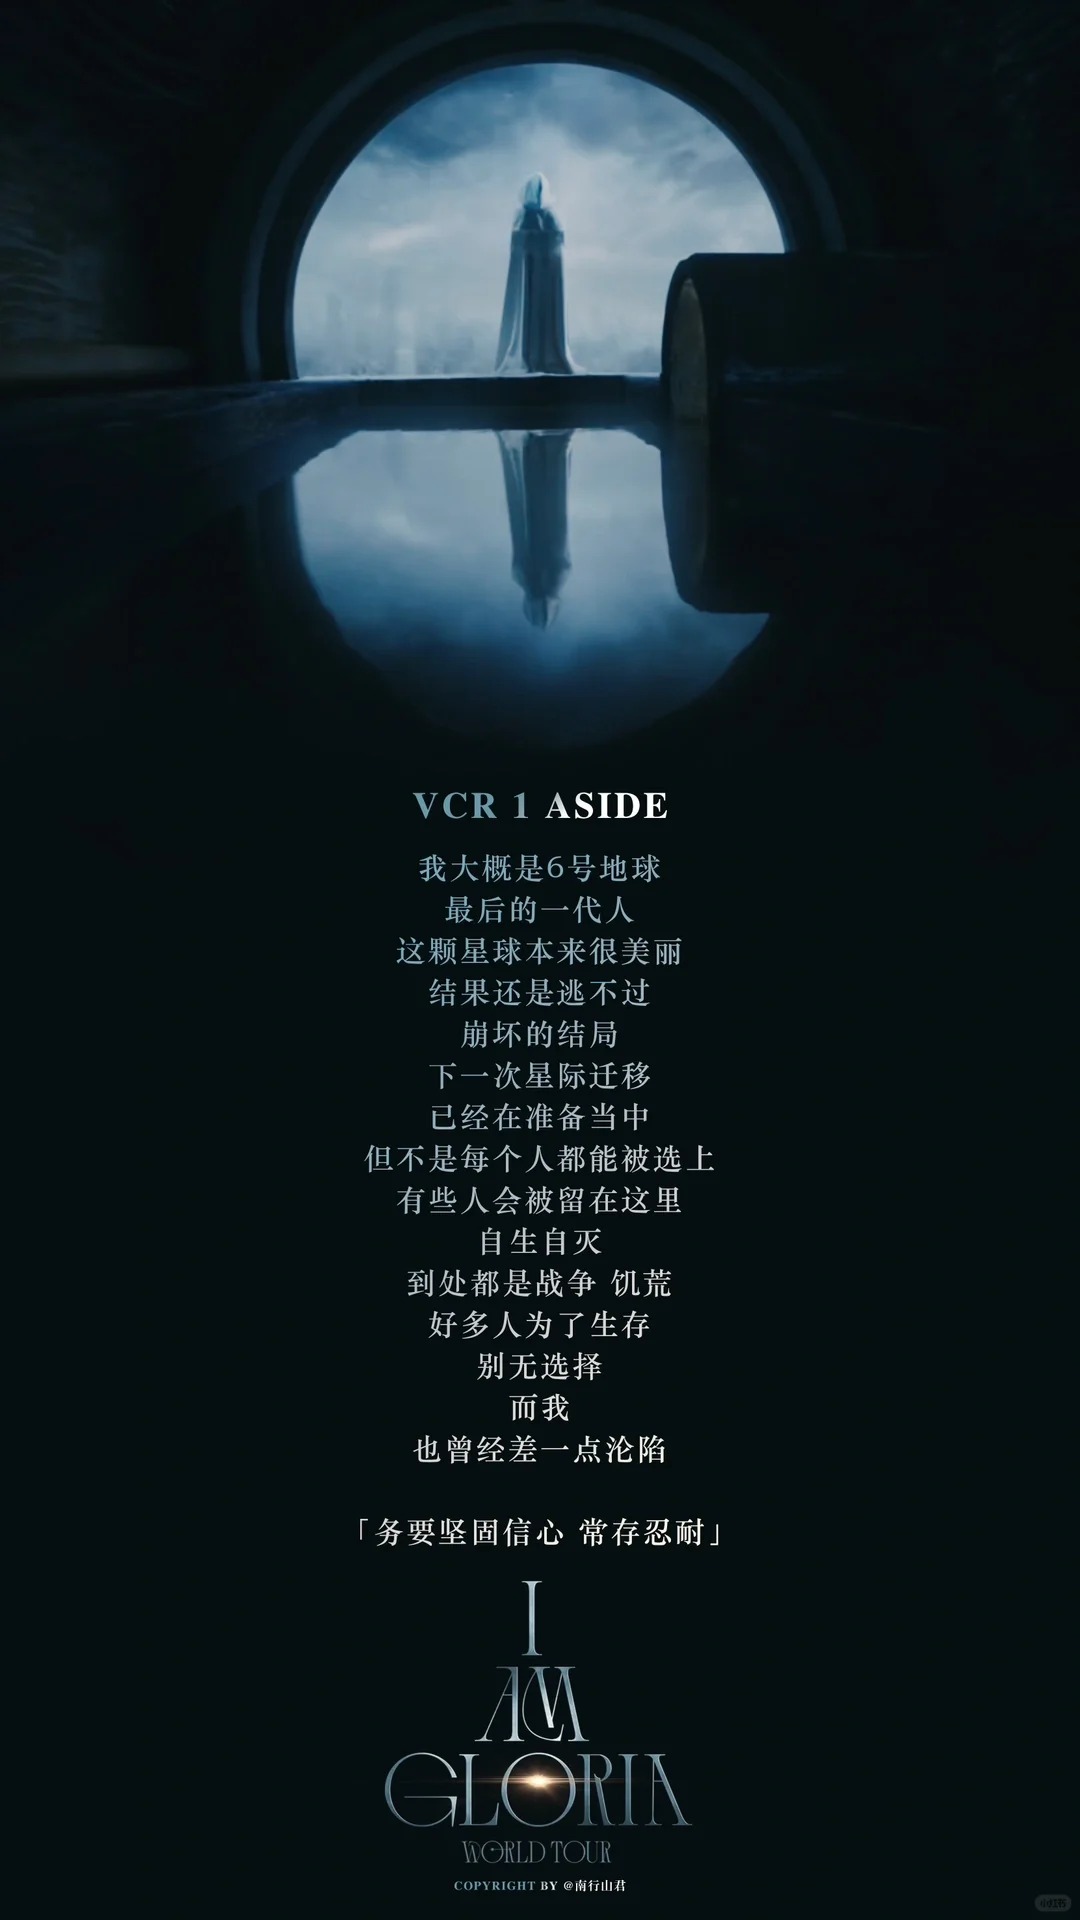 VCR 1 ASIDE
我大概是6号地球
最后的一代人
这颗星球本来很美丽
结果还是逃不过
崩坏的结局
下一次星际迁移
已经在准备当中
但不是每个人都能被选上
有些人会被留在这里
自生自灭
到处都是战争 饥荒
好多人为了生存
别无选择
而我
也曾经差一点沦陷
「务要坚固信心 常存忍耐」
I
AM
GLORIA
WORLD TOUR
COPYRIGHT BY @南行山君
小红书